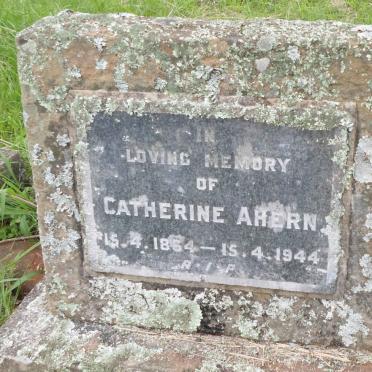 IN
LOVING MEMORY
OF
CATHERINE AHERN
15.4.1864 — 15.4.1944
R.I.P.